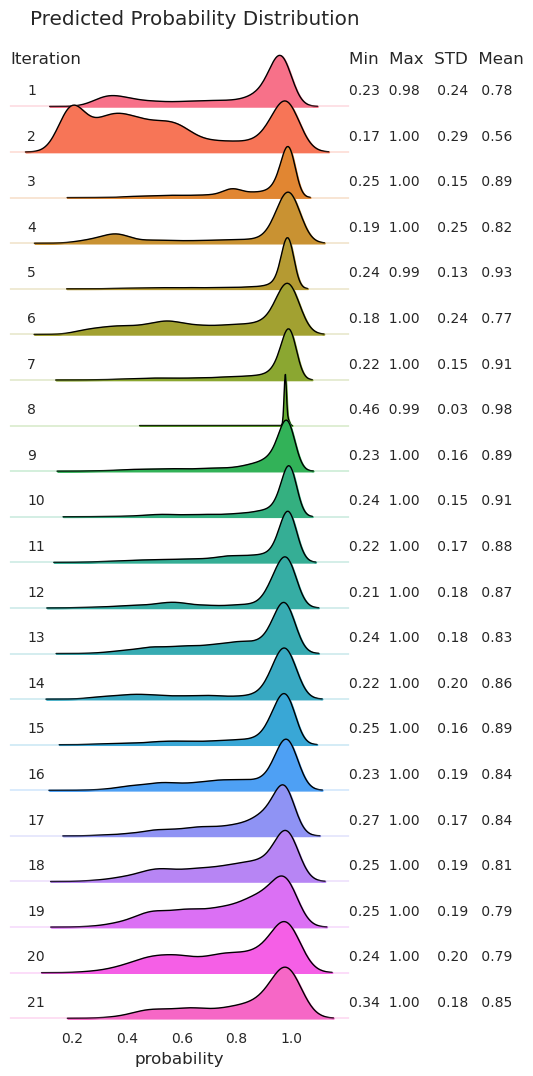 Predicted Probability Distribution
Iteration Min Max STD Mean
1 0.23 0.98 0.24 0.78
2 0.17 1.00 0.29 0.56
3 0.25 1.00 0.15 0.89
4 0.19 1.00 0.25 0.82
5 0.24 0.99 0.13 0.93
6 0.18 1.00 0.24 0.77
7 0.22 1.00 0.15 0.91
8 0.46 0.99 0.03 0.98
9 0.23 1.00 0.16 0.89
10 0.24 1.00 0.15 0.91
11 0.22 1.00 0.17 0.88
12 0.21 1.00 0.18 0.87
13 0.24 1.00 0.18 0.83
14 0.22 1.00 0.20 0.86
15 0.25 1.00 0.16 0.89
16 0.23 1.00 0.19 0.84
17 0.27 1.00 0.17 0.84
18 0.25 1.00 0.19 0.81
19 0.25 1.00 0.19 0.79
20 0.24 1.00 0.20 0.79
21 0.34 1.00 0.18 0.85
0.2 0.4 0.6 0.8 1.0
probability